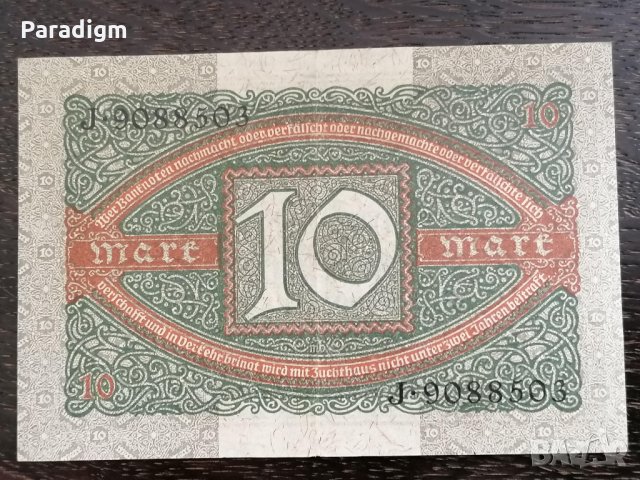 Paradigm
J·9088503
10
wer Banknoten nachmacht oder verfälscht oder nachgemachte oder verfälschte sich
Mark
10
Mark
verschafft und in Verkehr bringt wird mit Zuchthaus nicht unter zwei Jahren bestraft
10
J·9088503
BAZAR